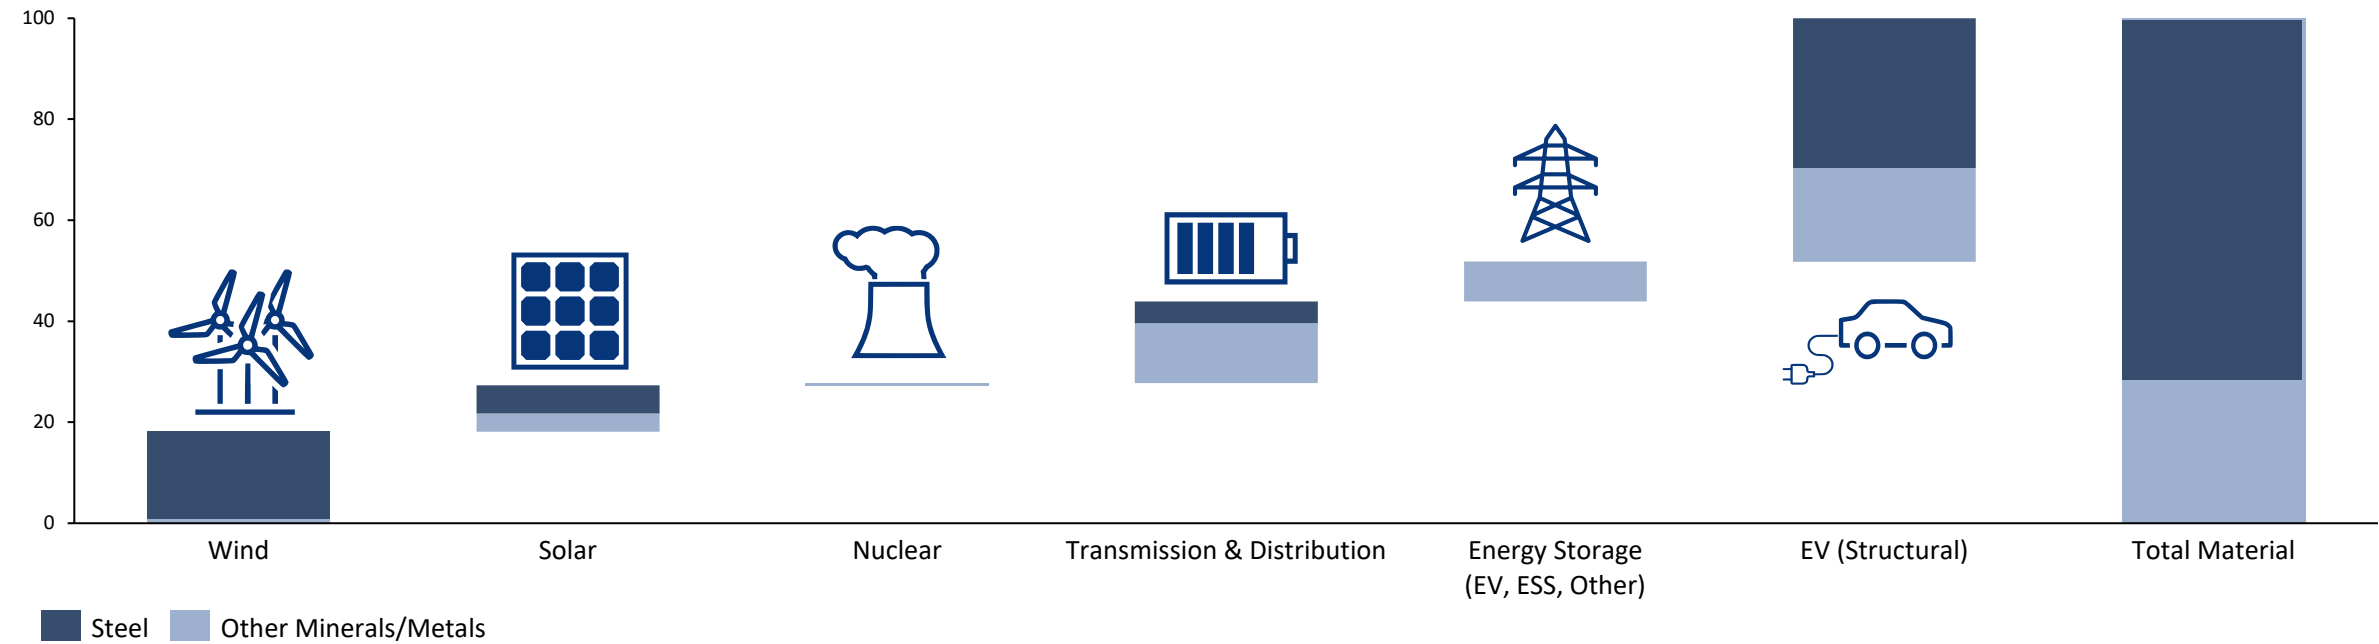 100
80
60
40
20
0
Wind
Solar
Nuclear
Transmission & Distribution
Energy Storage
(EV, ESS, Other)
EV (Structural)
Total Material
Steel
Other Minerals/Metals